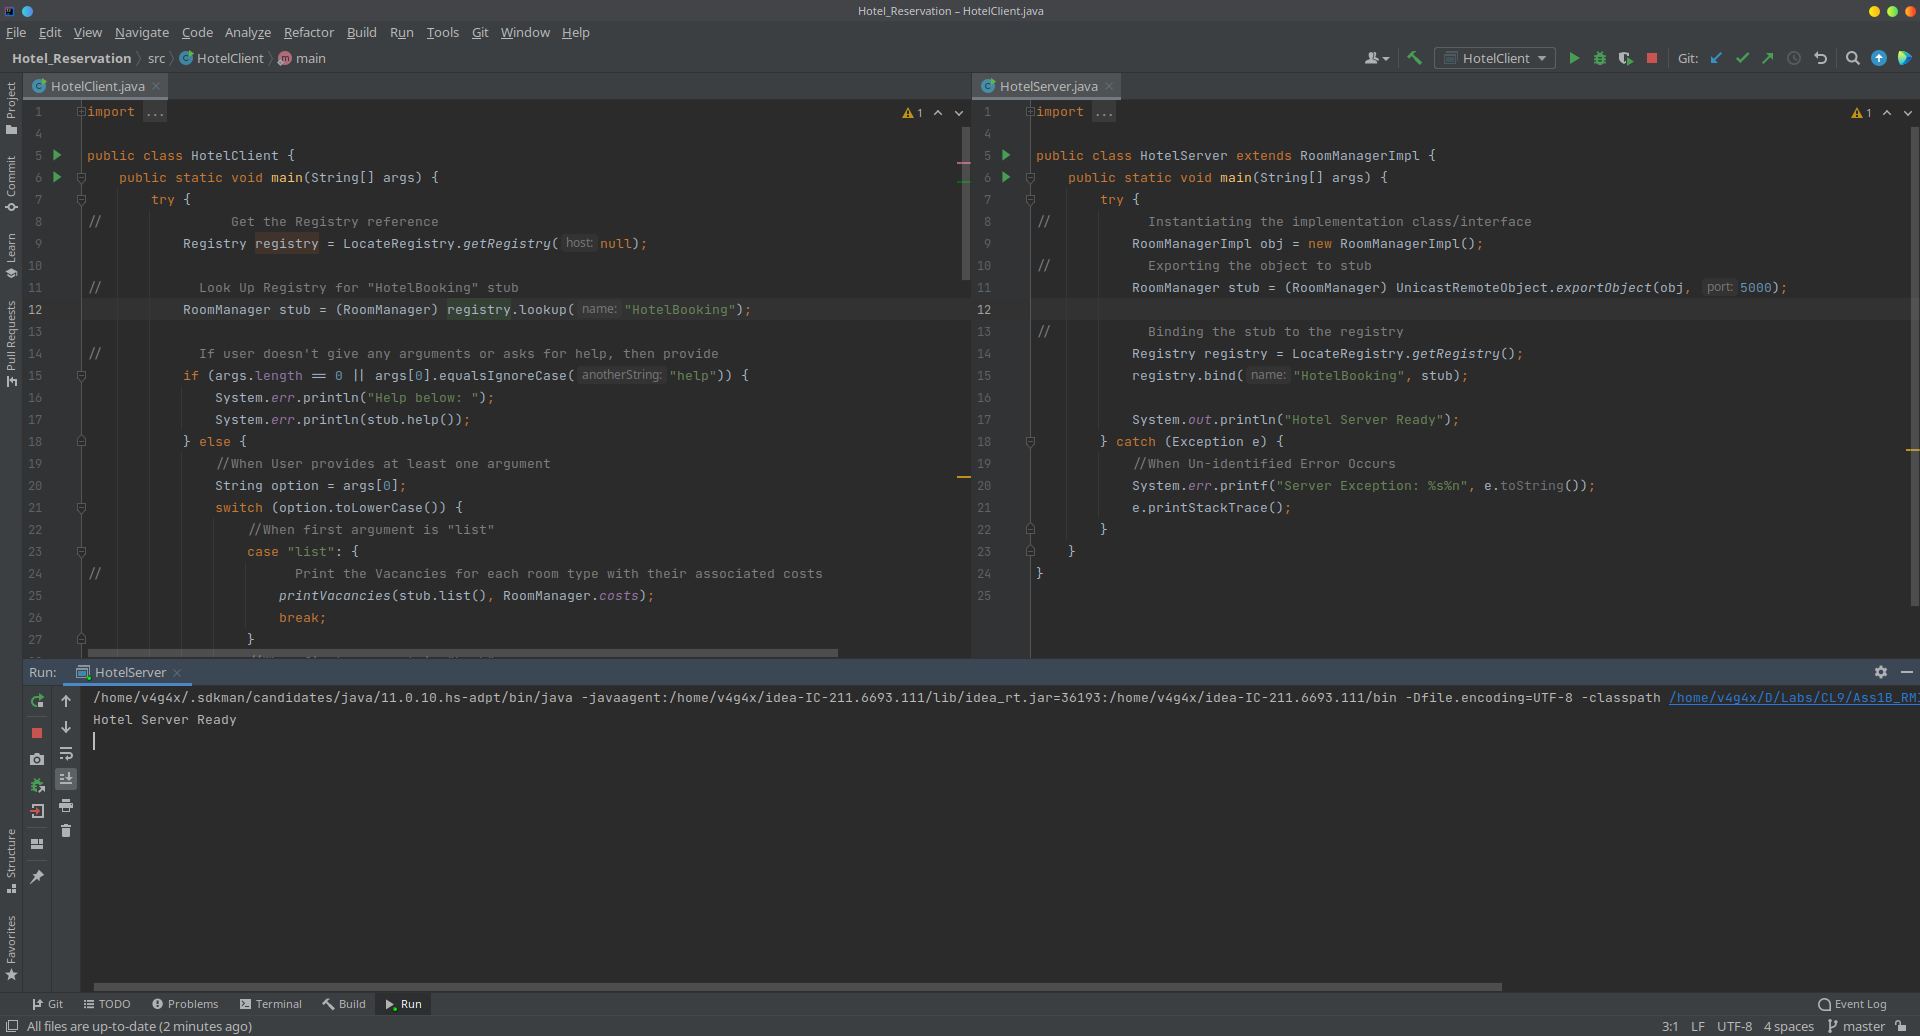 Hotel_Reservation – HotelClient.java
File Edit View Navigate Code Analyze Refactor Build Run Tools Git Window Help
Hotel_Reservation src HotelClient main
HotelClient Git:
Project
Commit
Learn
Pull Requests
Structure
Favorites
HotelClient.java
1 import ...
1
4
5 public class HotelClient {
6 public static void main(String[] args) {
7 try {
8 // Get the Registry reference
9 Registry registry = LocateRegistry.getRegistry( host: null);
10
11 // Look Up Registry for "HotelBooking" stub
12 RoomManager stub = (RoomManager) registry.lookup( name: "HotelBooking");
13
14 // If user doesn't give any arguments or asks for help, then provide
15 if (args.length == 0 || args[0].equalsIgnoreCase( anotherString: "help")) {
16 System.err.println("Help below: ");
17 System.err.println(stub.help());
18 } else {
19 //When User provides at least one argument
20 String option = args[0];
21 switch (option.toLowerCase()) {
22 //When first argument is "list"
23 case "list": {
24 // Print the Vacancies for each room type with their associated costs
25 printVacancies(stub.list(), RoomManager.costs);
26 break;
27 }
HotelServer.java
1 import ...
1
4
5 public class HotelServer extends RoomManagerImpl {
6 public static void main(String[] args) {
7 try {
8 // Instantiating the implementation class/interface
9 RoomManagerImpl obj = new RoomManagerImpl();
10 // Exporting the object to stub
11 RoomManager stub = (RoomManager) UnicastRemoteObject.exportObject(obj, port: 5000);
12
13 // Binding the stub to the registry
14 Registry registry = LocateRegistry.getRegistry();
15 registry.bind( name: "HotelBooking", stub);
16
17 System.out.println("Hotel Server Ready");
18 } catch (Exception e) {
19 //When Un-identified Error Occurs
20 System.err.printf("Server Exception: %s%n", e.toString());
21 e.printStackTrace();
22 }
23 }
24 }
25
Run: HotelServer
/home/v4g4x/.sdkman/candidates/java/11.0.10.hs-adpt/bin/java -javaagent:/home/v4g4x/idea-IC-211.6693.111/lib/idea_rt.jar=36193:/home/v4g4x/idea-IC-211.6693.111/bin -Dfile.encoding=UTF-8 -classpath /home/v4g4x/D/Labs/CL9/Ass1B_RM
Hotel Server Ready
Git TODO Problems Terminal Build Run Event Log
All files are up-to-date (2 minutes ago) 3:1 LF UTF-8 4 spaces master